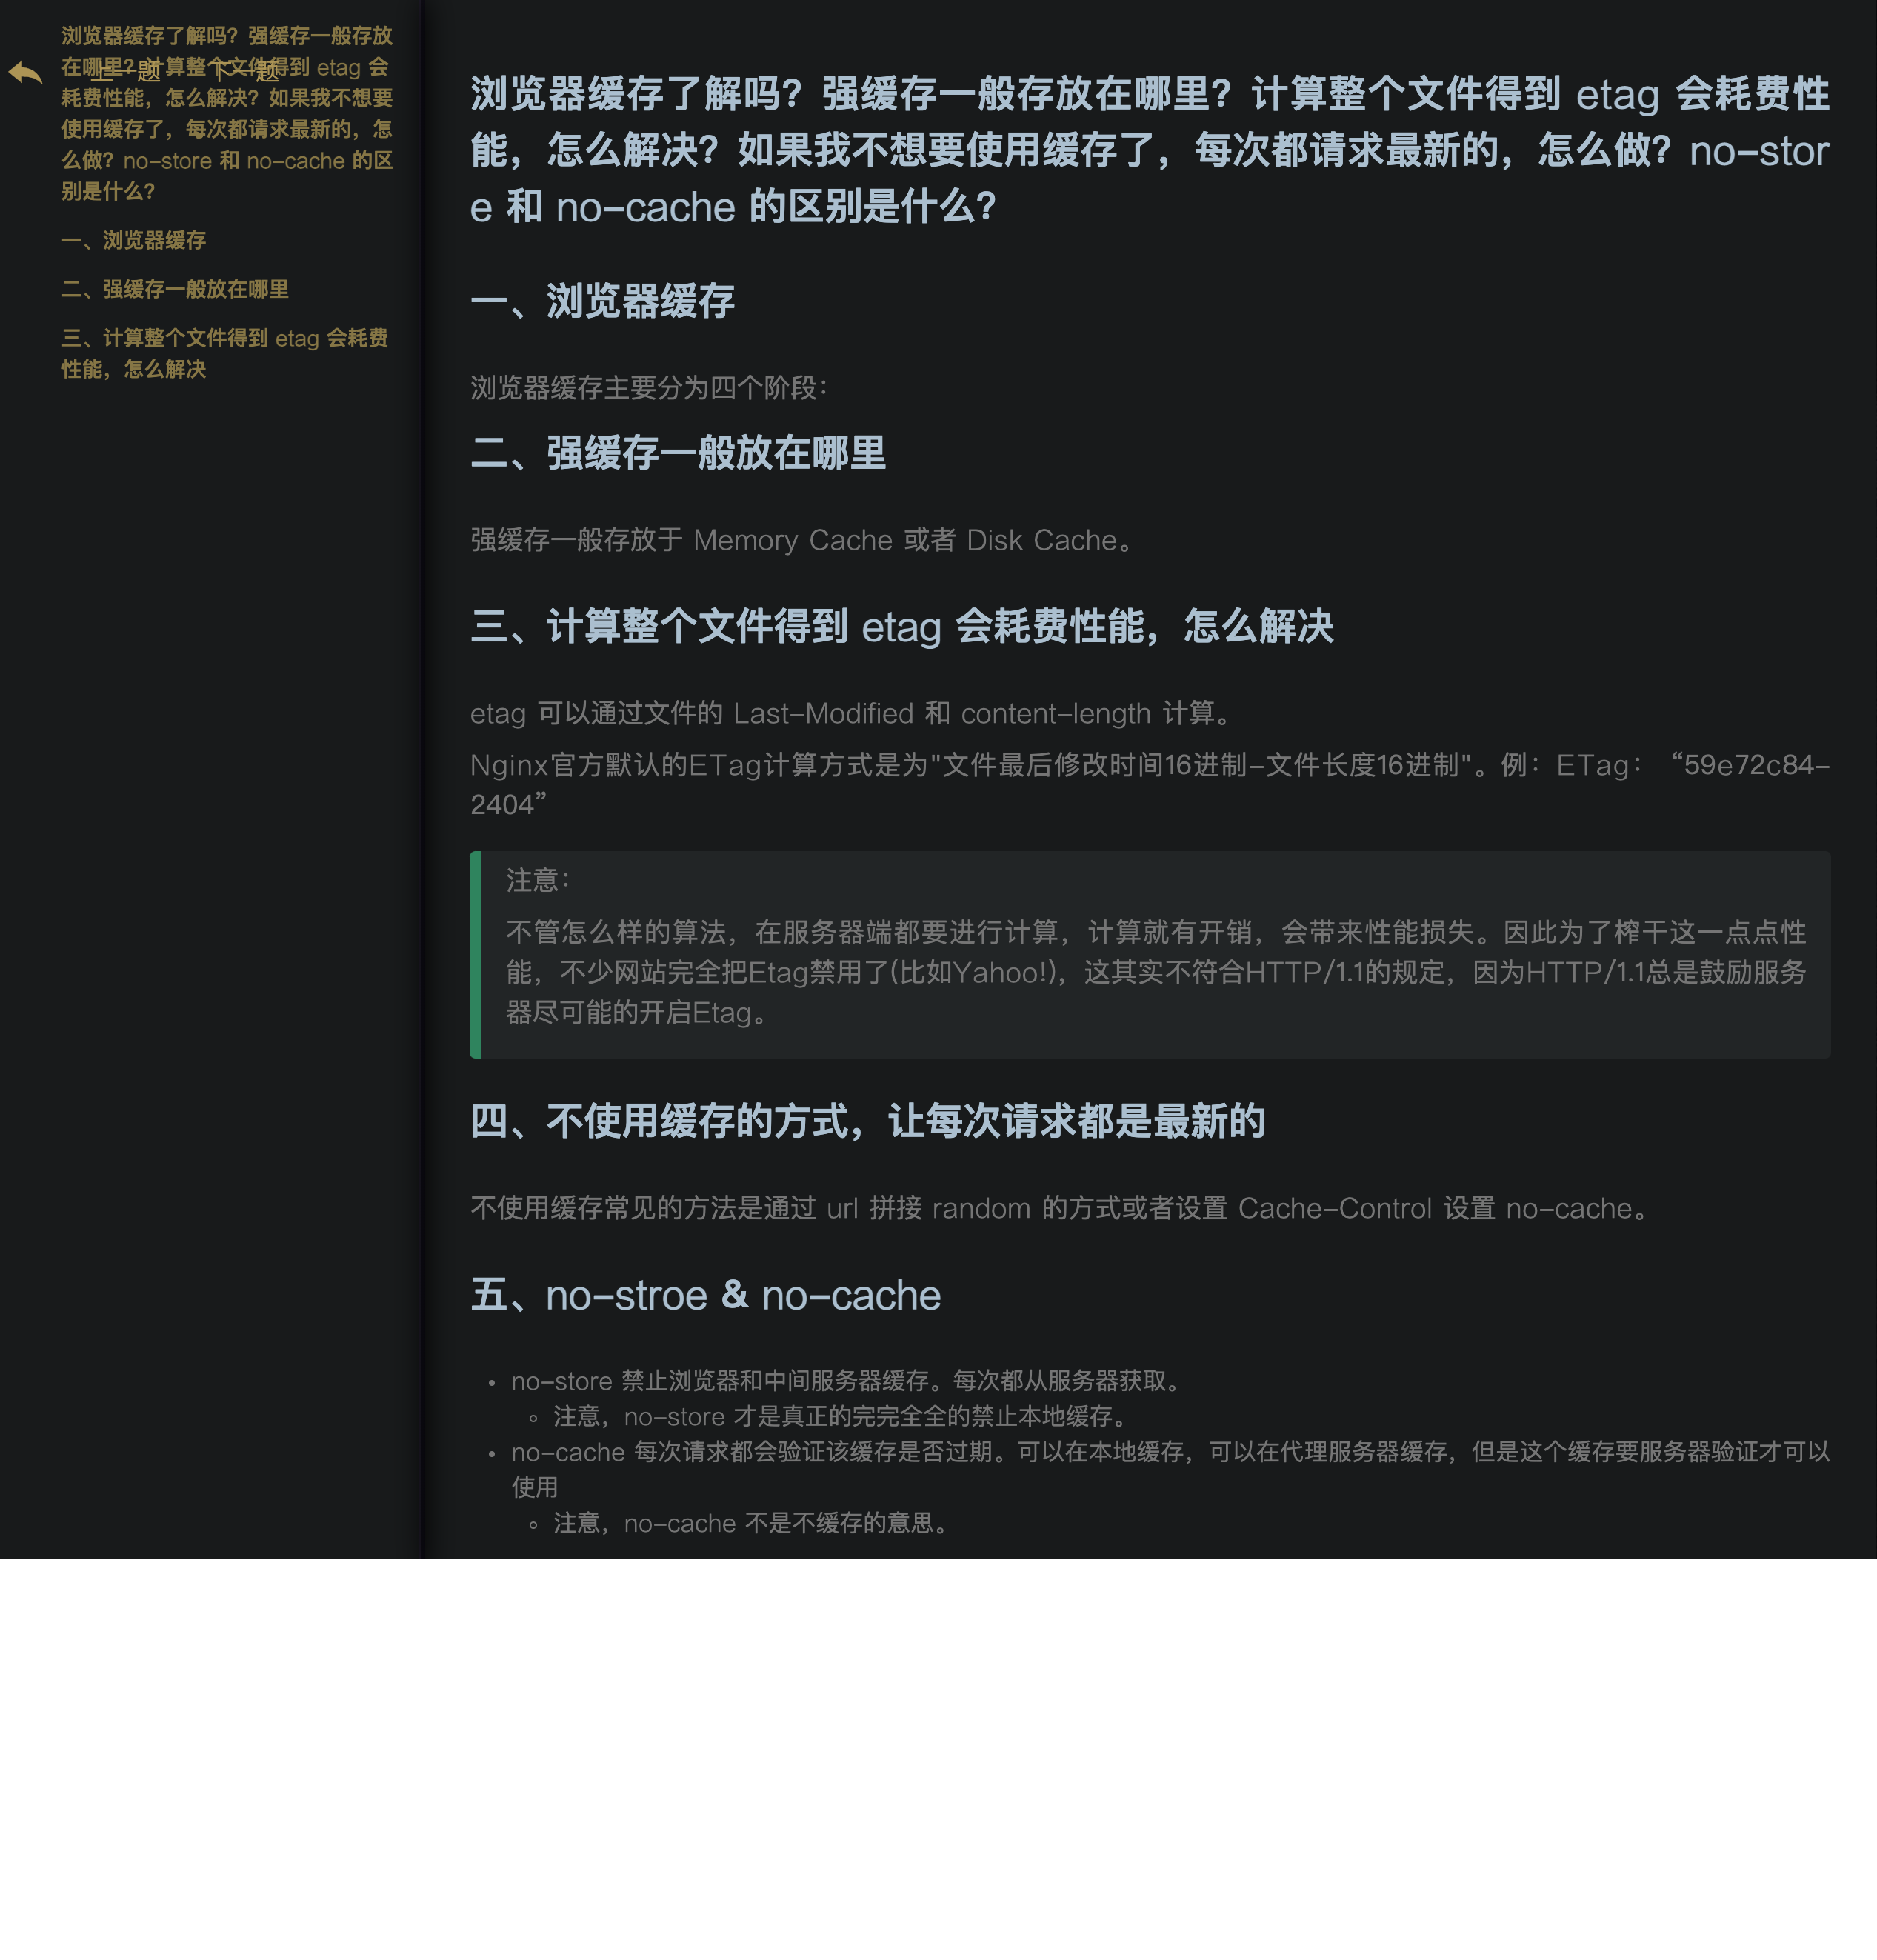 浏览器缓存了解吗？强缓存一般存放
在哪里？计算整个文件得到 etag 会
耗费性能，怎么解决？如果我不想要
使用缓存了，每次都请求最新的，怎
么做？no-store 和 no-cache 的区
别是什么？
上一题 下一题
一、浏览器缓存
二、强缓存一般放在哪里
三、计算整个文件得到 etag 会耗费
性能，怎么解决
浏览器缓存了解吗？强缓存一般存放在哪里？计算整个文件得到 etag 会耗费性
能，怎么解决？如果我不想要使用缓存了，每次都请求最新的，怎么做？no-stor
e 和 no-cache 的区别是什么？
一、浏览器缓存
浏览器缓存主要分为四个阶段：
二、强缓存一般放在哪里
强缓存一般存放于 Memory Cache 或者 Disk Cache。
三、计算整个文件得到 etag 会耗费性能，怎么解决
etag 可以通过文件的 Last-Modified 和 content-length 计算。
Nginx官方默认的ETag计算方式是为"文件最后修改时间16进制-文件长度16进制"。例：ETag： “59e72c84-
2404”
注意：
不管怎么样的算法，在服务器端都要进行计算，计算就有开销，会带来性能损失。因此为了榨干这一点点性
能，不少网站完全把Etag禁用了(比如Yahoo!)，这其实不符合HTTP/1.1的规定，因为HTTP/1.1总是鼓励服务
器尽可能的开启Etag。
四、不使用缓存的方式，让每次请求都是最新的
不使用缓存常见的方法是通过 url 拼接 random 的方式或者设置 Cache-Control 设置 no-cache。
五、no-stroe & no-cache
• no-store 禁止浏览器和中间服务器缓存。每次都从服务器获取。
◦ 注意，no-store 才是真正的完完全全的禁止本地缓存。
• no-cache 每次请求都会验证该缓存是否过期。可以在本地缓存，可以在代理服务器缓存，但是这个缓存要服务器验证才可以
使用
◦ 注意，no-cache 不是不缓存的意思。